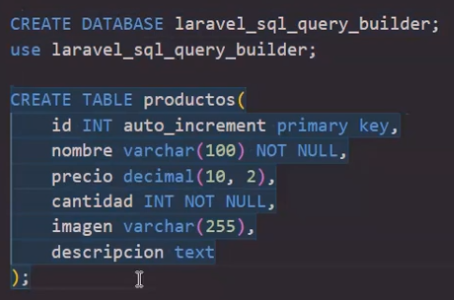 CREATE DATABASE laravel_sql_query_builder;
use laravel_sql_query_builder;
CREATE TABLE productos(
id INT auto_increment primary key,
nombre varchar(100) NOT NULL,
precio decimal(10, 2),
cantidad INT NOT NULL,
imagen varchar(255),
descripcion text
);